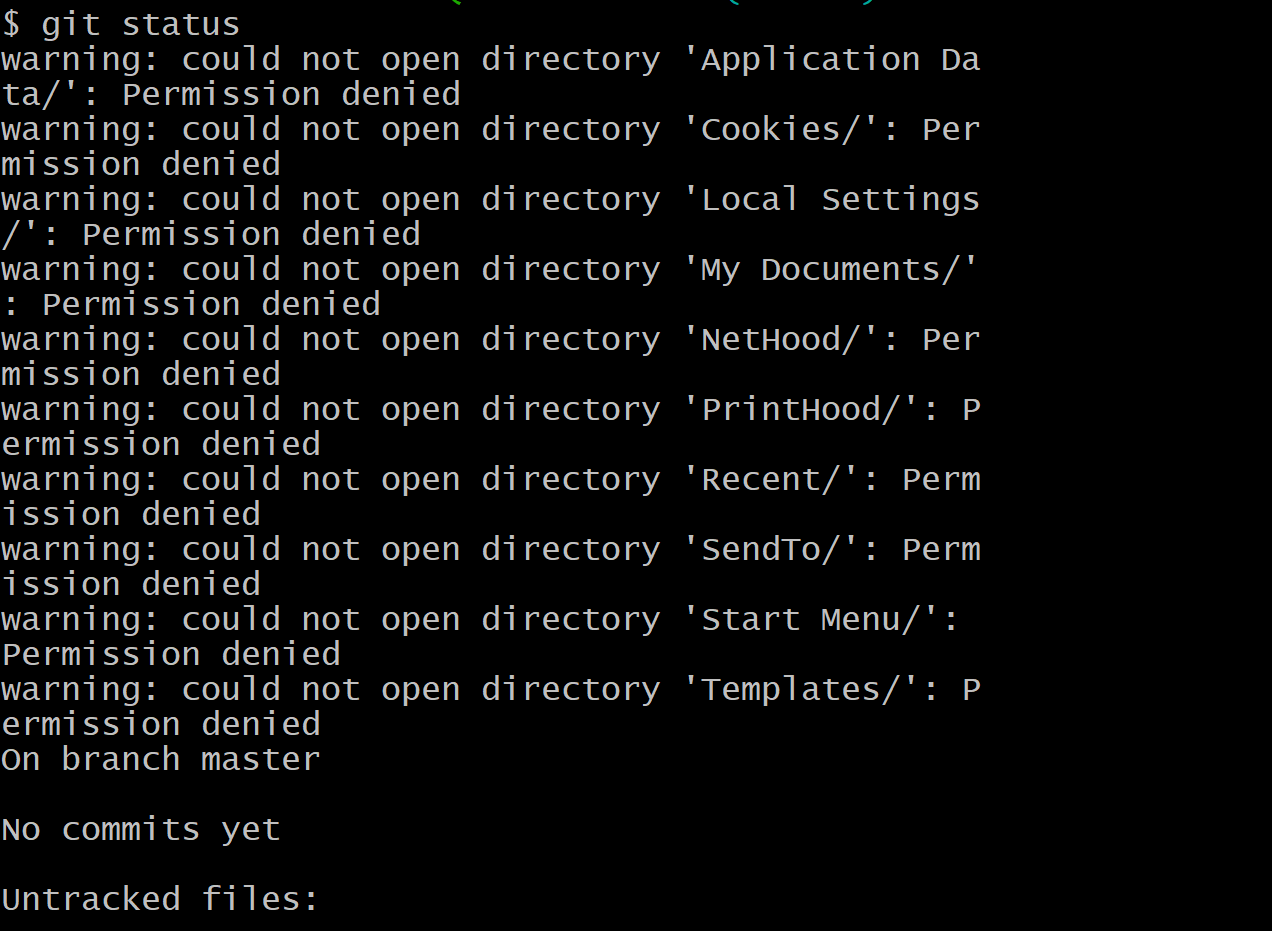 $ git status
warning: could not open directory 'Application Da
ta/': Permission denied
warning: could not open directory 'Cookies/': Per
mission denied
warning: could not open directory 'Local Settings
/': Permission denied
warning: could not open directory 'My Documents/'
: Permission denied
warning: could not open directory 'NetHood/': Per
mission denied
warning: could not open directory 'PrintHood/': P
ermission denied
warning: could not open directory 'Recent/': Perm
ission denied
warning: could not open directory 'SendTo/': Perm
ission denied
warning: could not open directory 'Start Menu/':
Permission denied
warning: could not open directory 'Templates/': P
ermission denied
On branch master
No commits yet
Untracked files: